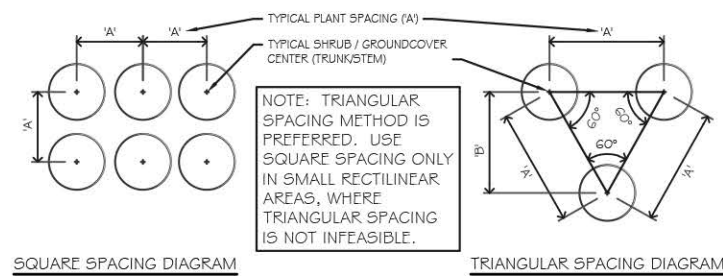 TYPICAL PLANT SPACING ('A')
'A'
'A'
'A'
TYPICAL SHRUB / GROUNDCOVER
CENTER (TRUNK/STEM)
'A'
NOTE: TRIANGULAR
SPACING METHOD IS
PREFERRED. USE
SQUARE SPACING ONLY
IN SMALL RECTILINEAR
AREAS, WHERE
TRIANGULAR SPACING
IS NOT INFEASIBLE.
60°
60°
60°
'B'
'A'
'A'
SQUARE SPACING DIAGRAM
TRIANGULAR SPACING DIAGRAM